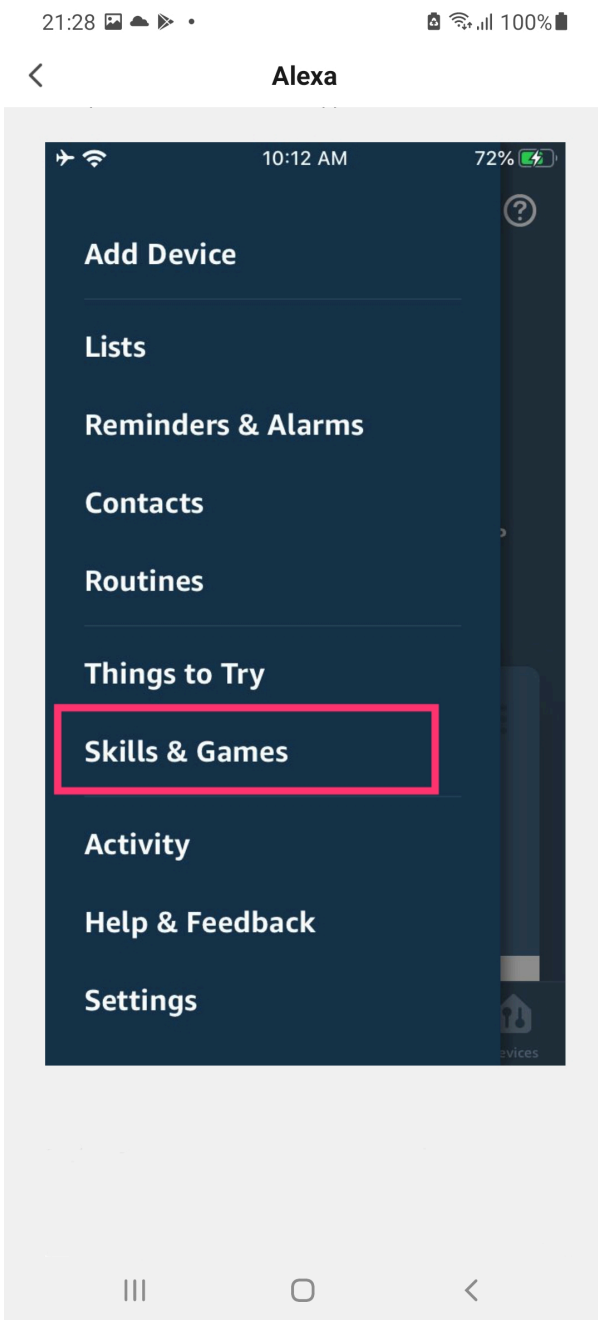 21:28
100%
Alexa
10:12 AM
72%
Add Device
Lists
Reminders & Alarms
Contacts
Routines
Things to Try
Skills & Games
Activity
Help & Feedback
Settings
evices